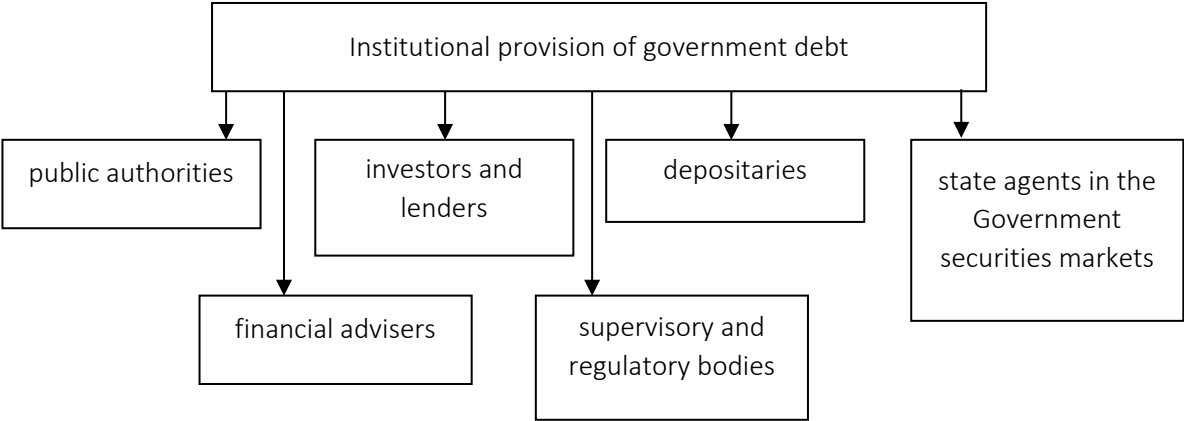 Institutional provision of government debt
public authorities
investors and
lenders
depositaries
state agents in the
Government
securities markets
financial advisers
supervisory and
regulatory bodies